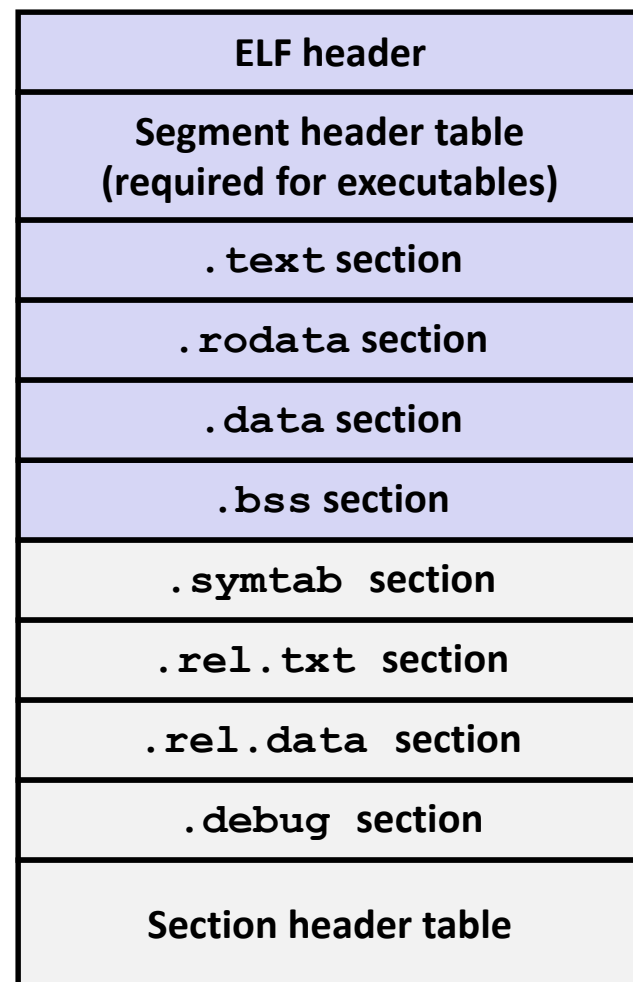 ELF header
Segment header table
(required for executables)
.text section
.rodata section
.data section
.bss section
.symtab section
.rel.txt section
.rel.data section
.debug section
Section header table